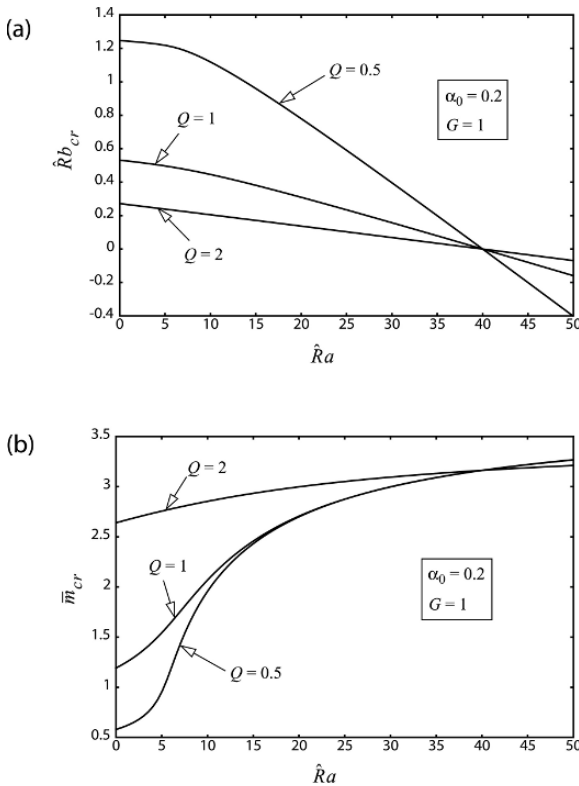 (a)
1.4
1.2
1
0.8
0.6
0.4
0.2
0
-0.2
-0.4
R̂b_cr
Q = 0.5
α₀ = 0.2
G = 1
Q = 1
Q = 2
0 5 10 15 20 25 30 35 40 45 50
R̂a
(b)
3.5
3
2.5
2
1.5
1
0.5
m̄_cr
Q = 2
Q = 1
α₀ = 0.2
G = 1
Q = 0.5
0 5 10 15 20 25 30 35 40 45 50
R̂a